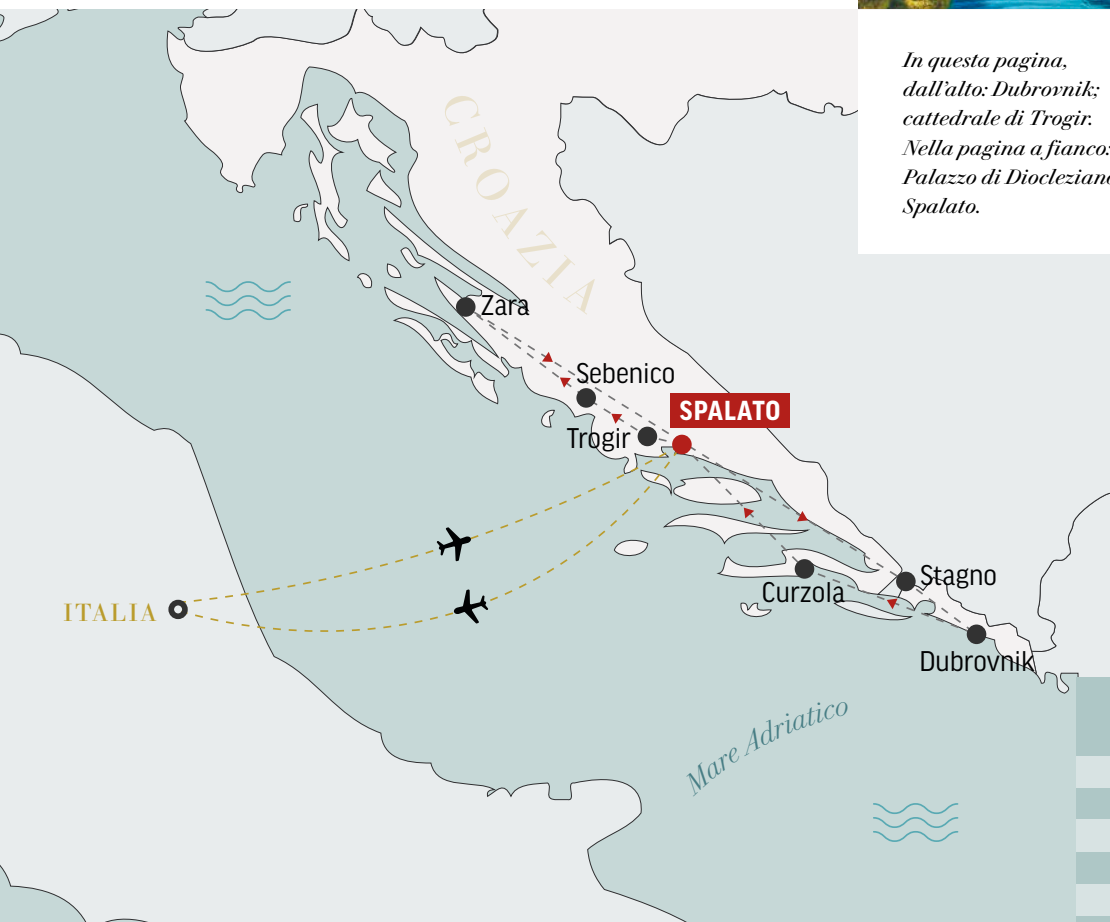 In questa pagina,
dall'alto: Dubrovnik;
cattedrale di Trogir.
Nella pagina a fianco:
Palazzo di Diocleziano
Spalato.
CROAZIA
Zara
Sebenico
SPALATO
Trogir
Stagno
Curzola
ITALIA
Dubrovnik
Mare Adriatico